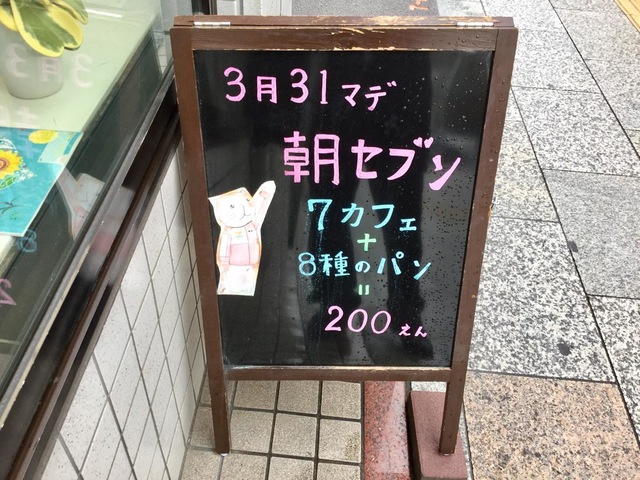 3月31マデ
朝セブン
7カフェ
+
8種のパン
=
200えん